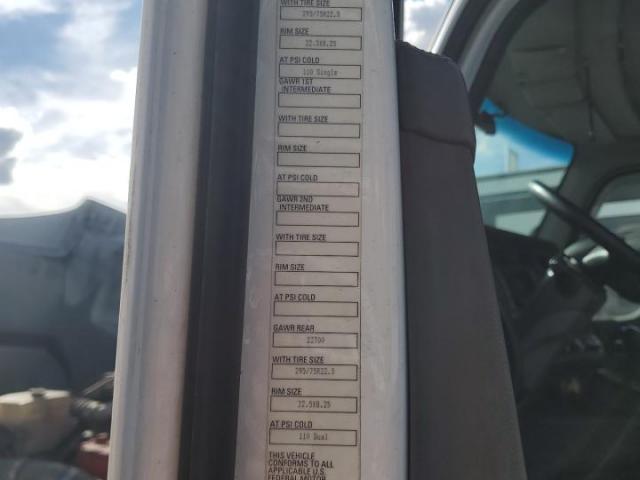 WITH TIRE SIZE
295/75R22.5
RIM SIZE
22.5X8.25
AT PSI COLD
110 Single
GAWR 1ST
INTERMEDIATE
WITH TIRE SIZE
RIM SIZE
AT PSI COLD
GAWR 2ND
INTERMEDIATE
WITH TIRE SIZE
RIM SIZE
AT PSI COLD
GAWR REAR
22700
WITH TIRE SIZE
295/75R22.5
RIM SIZE
22.5X8.25
AT PSI COLD
110 Dual
THIS VEHICLE
CONFORMS TO ALL
APPLICABLE U.S.
FEDERAL MOTOR